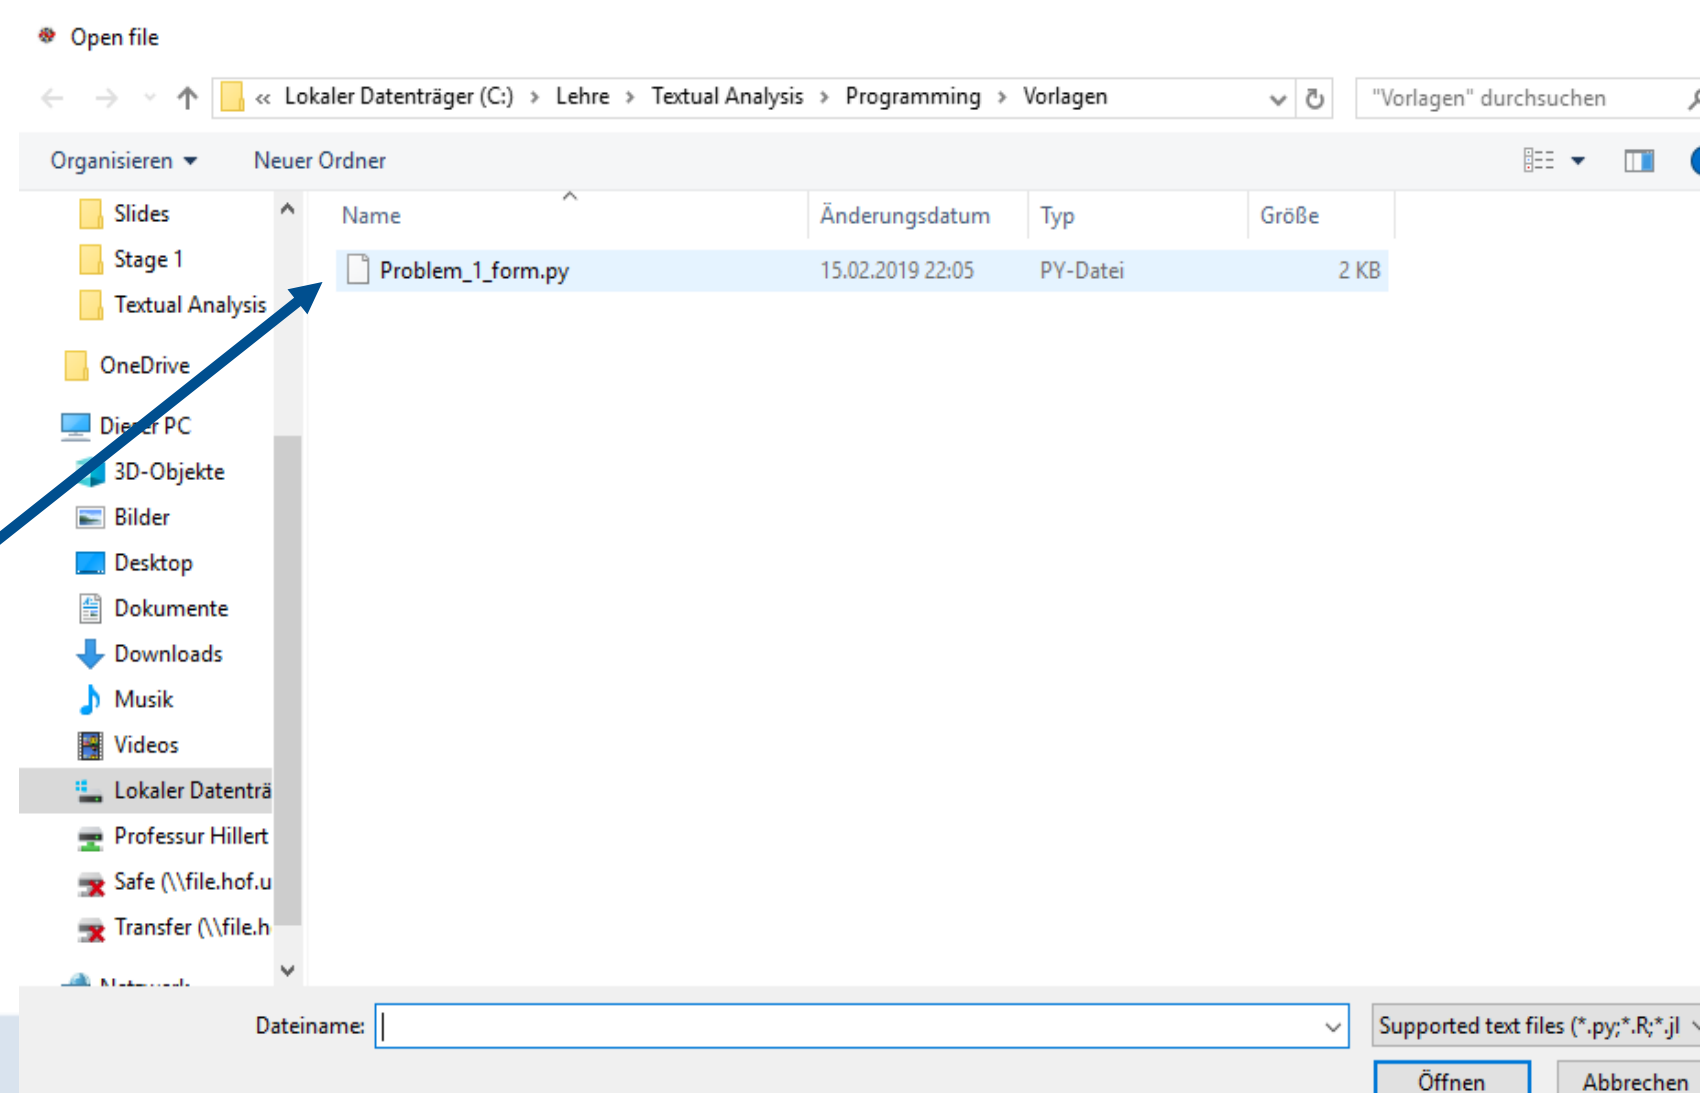 Open file
« Lokaler Datenträger (C:) › Lehre › Textual Analysis › Programming › Vorlagen
"Vorlagen" durchsuchen
Organisieren
Neuer Ordner
Name Änderungsdatum Typ Größe
Problem_1_form.py 15.02.2019 22:05 PY-Datei 2 KB
Slides
Stage 1
Textual Analysis
OneDrive
Dieser PC
3D-Objekte
Bilder
Desktop
Dokumente
Downloads
Musik
Videos
Lokaler Datenträ
Professur Hillert
Safe (\\file.hof.u
Transfer (\\file.h
Netzwerk
Dateiname:
Supported text files (*.py;*.R;*.jl
Öffnen
Abbrechen